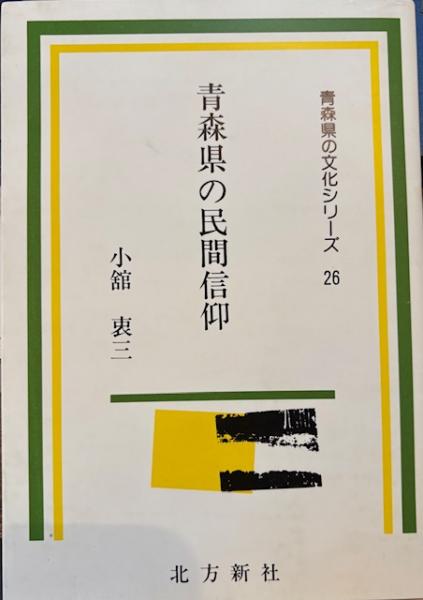 青森県の文化シリーズ 26
青森県の民間信仰
小舘 衷三
北方新社